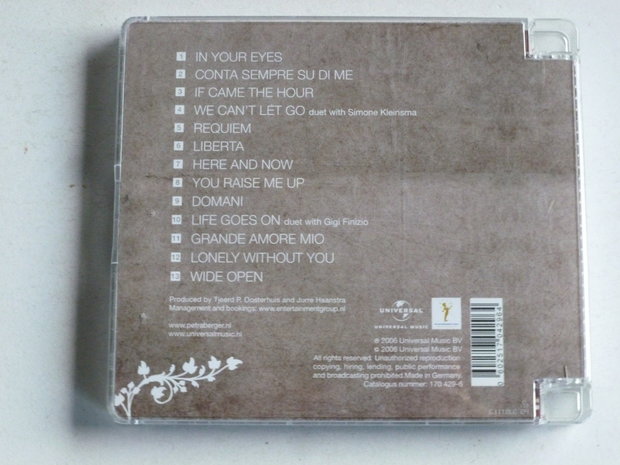 1 IN YOUR EYES
2 CONTA SEMPRE SU DI ME
3 IF CAME THE HOUR
4 WE CAN'T LET GO duet with Simone Kleinsma
5 REQUIEM
6 LIBERTA
7 HERE AND NOW
8 YOU RAISE ME UP
9 DOMANI
10 LIFE GOES ON duet with Gigi Finizio
11 GRANDE AMORE MIO
12 LONELY WITHOUT YOU
13 WIDE OPEN
Produced by Tjeerd P. Oosterhuis and Jorre Haanstra
Management and bookings: www.entertainmentgroup.nl
www.petraberger.nl
www.universalmusic.nl
UNIVERSAL
UNIVERSAL MUSIC
℗ 2006 Universal Music BV
© 2006 Universal Music BV
All rights reserved. Unauthorized reproduction
copying, hiring, lending, public performance
and broadcasting prohibited Made in Germany.
Catalogus number: 170 429-6